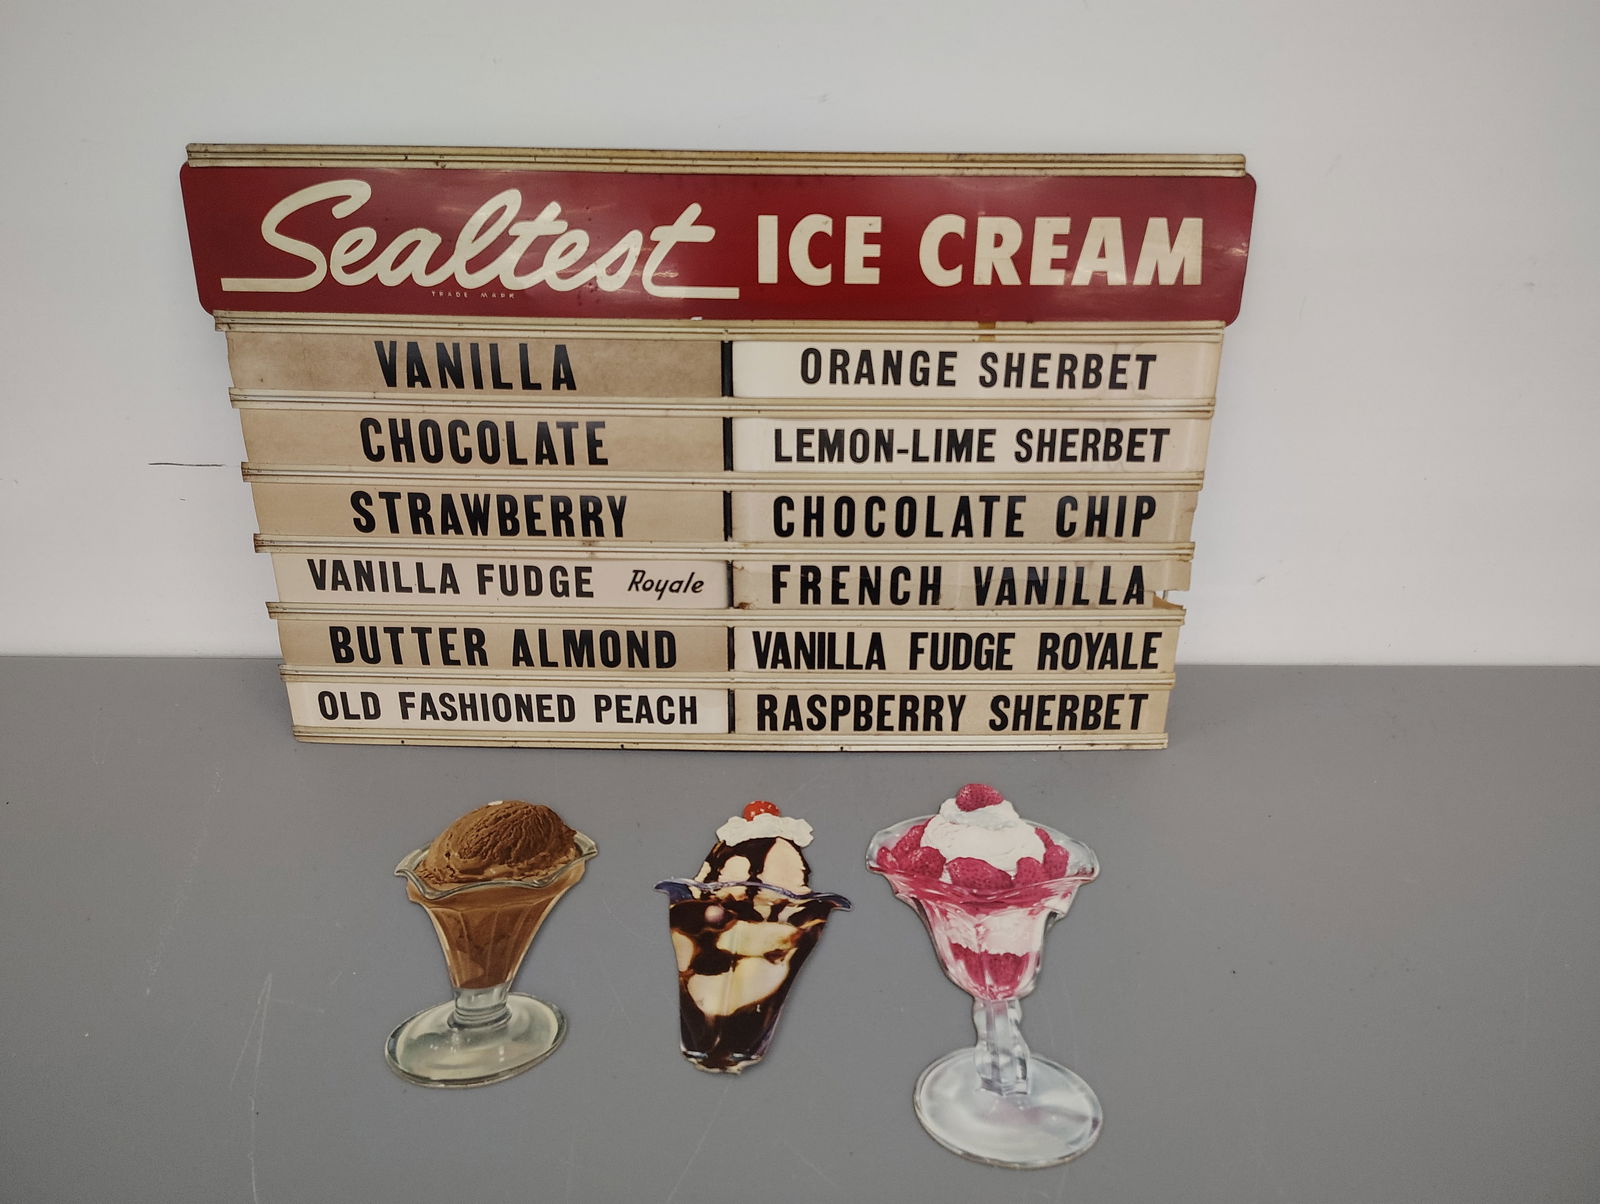 Sealtest ICE CREAM
TRADE MARK
VANILLA
CHOCOLATE
STRAWBERRY
VANILLA FUDGE Royale
BUTTER ALMOND
OLD FASHIONED PEACH
ORANGE SHERBET
LEMON-LIME SHERBET
CHOCOLATE CHIP
FRENCH VANILLA
VANILLA FUDGE ROYALE
RASPBERRY SHERBET